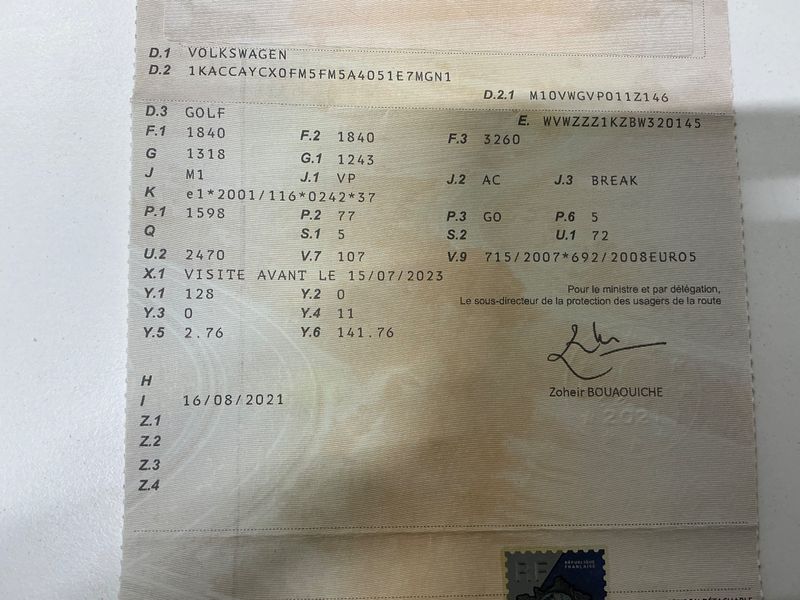 D.1 VOLKSWAGEN
D.2 1KACCAYCX0FM5FM5A4051E7MGN1
D.2.1 M10VWGVP011Z146
D.3 GOLF
E. WVWZZZ1KZBW320145
F.1 1840 F.2 1840 F.3 3260
G 1318 G.1 1243
J M1 J.1 VP J.2 AC J.3 BREAK
K e1*2001/116*0242*37
P.1 1598 P.2 77 P.3 GO P.6 5
Q S.1 5 S.2 U.1 72
U.2 2470 V.7 107 V.9 715/2007*692/2008EURO5
X.1 VISITE AVANT LE 15/07/2023
Y.1 128 Y.2 0
Y.3 0 Y.4 11
Y.5 2.76 Y.6 141.76
Pour le ministre et par délégation,
Le sous-directeur de la protection des usagers de la route
Zoheir BOUAOUICHE
H
I 16/08/2021
Z.1
Z.2
Z.3
Z.4
RF
RÉPUBLIQUE
FRANÇAISE
DÉTACHABLE